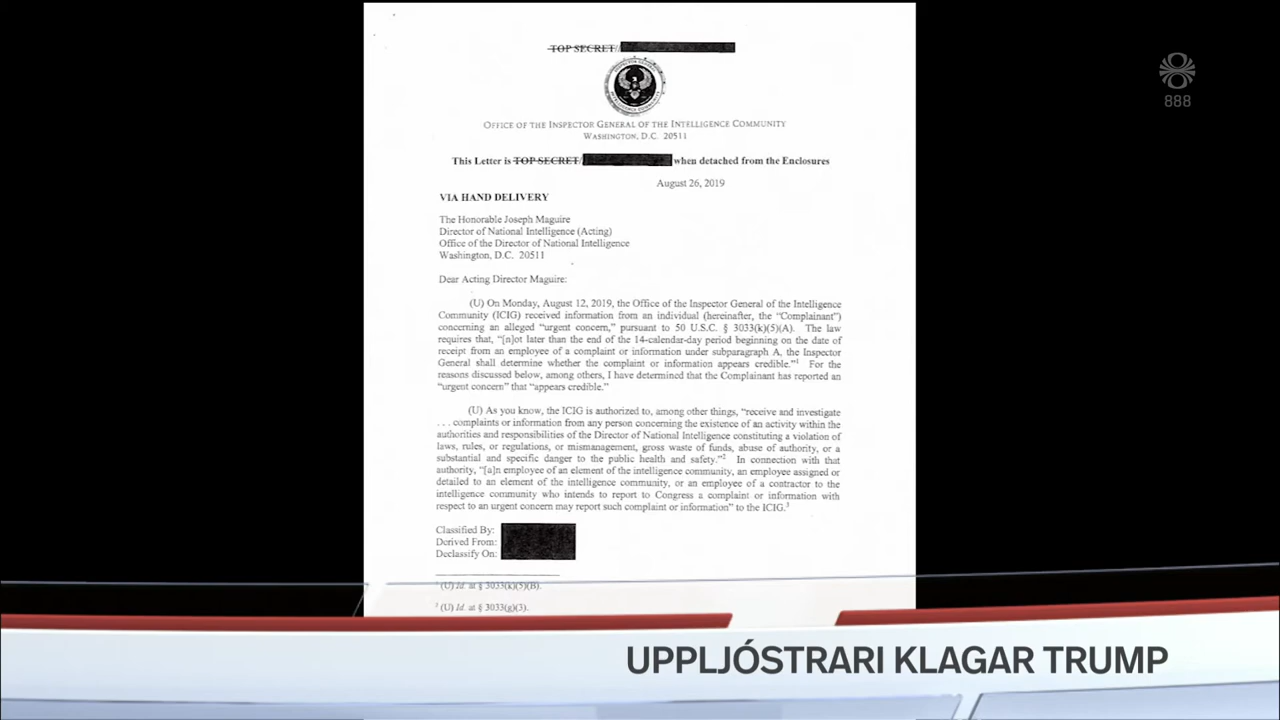 TOP SECRET//
888
OFFICE OF THE INSPECTOR GENERAL OF THE INTELLIGENCE COMMUNITY
WASHINGTON, D.C. 20511
This Letter is TOP SECRET/ when detached from the Enclosures
August 26, 2019
VIA HAND DELIVERY
The Honorable Joseph Maguire
Director of National Intelligence (Acting)
Office of the Director of National Intelligence
Washington, D.C. 20511
Dear Acting Director Maguire:
(U) On Monday, August 12, 2019, the Office of the Inspector General of the Intelligence
Community (ICIG) received information from an individual (hereinafter, the “Complainant”)
concerning an alleged “urgent concern,” pursuant to 50 U.S.C. § 3033(k)(5)(A). The law
requires that, “[n]ot later than the end of the 14-calendar-day period beginning on the date of
receipt from an employee of a complaint or information under subparagraph A, the Inspector
General shall determine whether the complaint or information appears credible.”1 For the
reasons discussed below, among others, I have determined that the Complainant has reported an
“urgent concern” that “appears credible.”
(U) As you know, the ICIG is authorized to, among other things, “receive and investigate
. . . complaints or information from any person concerning the existence of an activity within the
authorities and responsibilities of the Director of National Intelligence constituting a violation of
laws, rules, or regulations, or mismanagement, gross waste of funds, abuse of authority, or a
substantial and specific danger to the public health and safety.”2 In connection with that
authority, “[a]n employee of an element of the intelligence community, an employee assigned or
detailed to an element of the intelligence community, or an employee of a contractor to the
intelligence community who intends to report to Congress a complaint or information with
respect to an urgent concern may report such complaint or information” to the ICIG.3
Classified By:
Derived From:
Declassify On:
(U) Id. at § 3033(k)(5)(B).
3 (U) Id. at § 3033(g)(3).
UPPLJÓSTRARI KLAGAR TRUMP